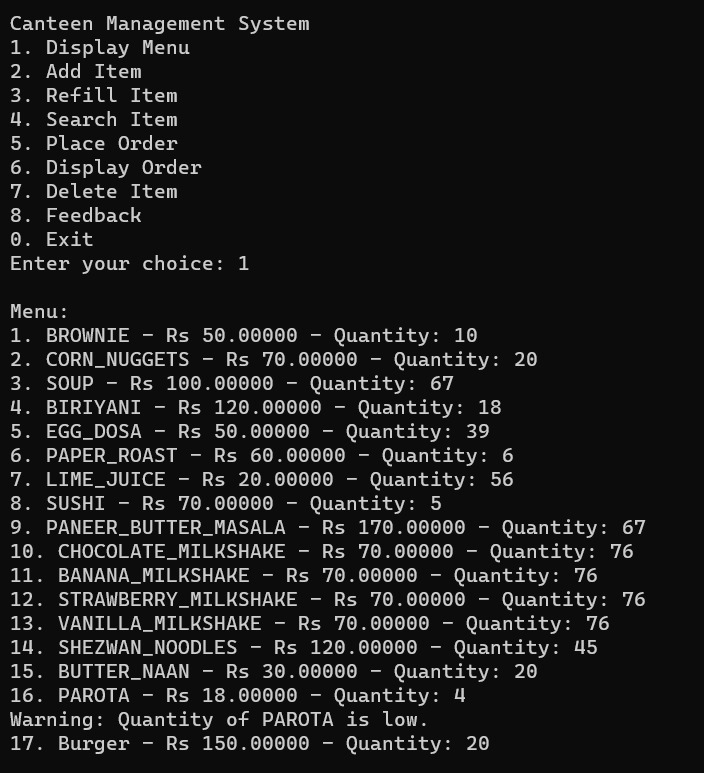 Canteen Management System
1. Display Menu
2. Add Item
3. Refill Item
4. Search Item
5. Place Order
6. Display Order
7. Delete Item
8. Feedback
0. Exit
Enter your choice: 1
Menu:
1. BROWNIE - Rs 50.00000 - Quantity: 10
2. CORN_NUGGETS - Rs 70.00000 - Quantity: 20
3. SOUP - Rs 100.00000 - Quantity: 67
4. BIRIYANI - Rs 120.00000 - Quantity: 18
5. EGG_DOSA - Rs 50.00000 - Quantity: 39
6. PAPER_ROAST - Rs 60.00000 - Quantity: 6
7. LIME_JUICE - Rs 20.00000 - Quantity: 56
8. SUSHI - Rs 70.00000 - Quantity: 5
9. PANEER_BUTTER_MASALA - Rs 170.00000 - Quantity: 67
10. CHOCOLATE_MILKSHAKE - Rs 70.00000 - Quantity: 76
11. BANANA_MILKSHAKE - Rs 70.00000 - Quantity: 76
12. STRAWBERRY_MILKSHAKE - Rs 70.00000 - Quantity: 76
13. VANILLA_MILKSHAKE - Rs 70.00000 - Quantity: 76
14. SHEZWAN_NOODLES - Rs 120.00000 - Quantity: 45
15. BUTTER_NAAN - Rs 30.00000 - Quantity: 20
16. PAROTA - Rs 18.00000 - Quantity: 4
Warning: Quantity of PAROTA is low.
17. Burger - Rs 150.00000 - Quantity: 20